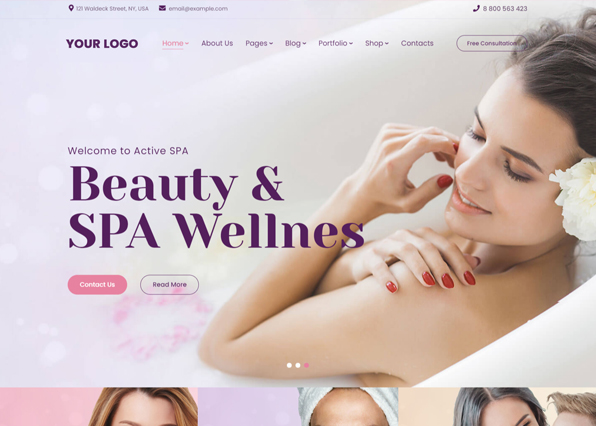 121 Waldeck Street, NY, USA email@example.com 8 800 563 423
YOUR LOGO Home About Us Pages Blog Portfolio Shop Contacts Free Consultation
Welcome to Active SPA
Beauty &
SPA Wellnes
Contact Us Read More